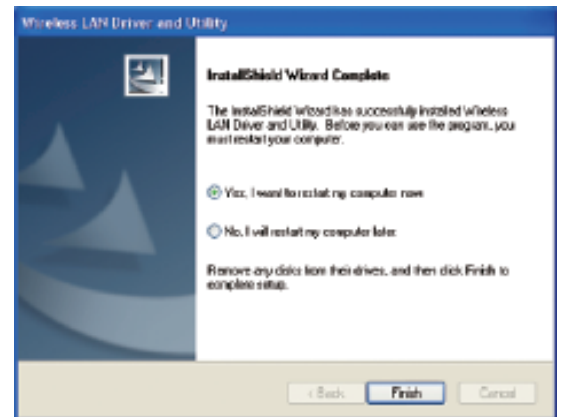 Wireless LAN Driver and Utility
InstallShield Wizard Complete
The InstallShield Wizard has successfully installed Wireless
LAN Driver and Utility. Before you can use the program, you
must restart your computer.
Yes, I want to restart my computer now.
No, I will restart my computer later.
Remove any disks from their drives, and then click Finish to
complete setup.
< Back
Finish
Cancel